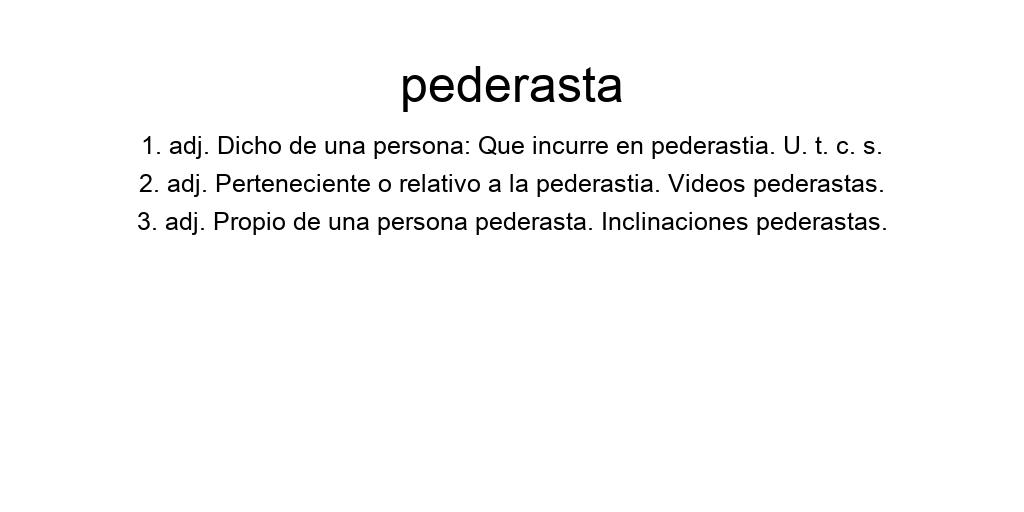 pederasta
1. adj. Dicho de una persona: Que incurre en pederastia. U. t. c. s.
2. adj. Perteneciente o relativo a la pederastia. Videos pederastas.
3. adj. Propio de una persona pederasta. Inclinaciones pederastas.